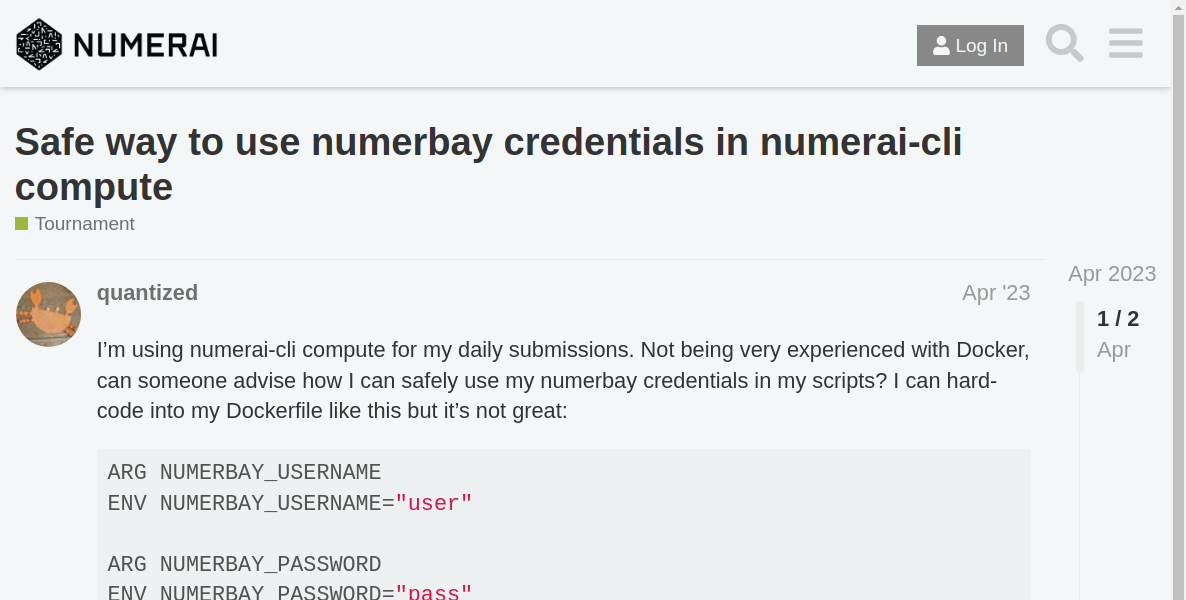 NUMERAI
Log In
Safe way to use numerbay credentials in numerai-cli
compute
Tournament
quantized
Apr '23
I’m using numerai-cli compute for my daily submissions. Not being very experienced with Docker,
can someone advise how I can safely use my numerbay credentials in my scripts? I can hard-
code into my Dockerfile like this but it’s not great:
ARG NUMERBAY_USERNAME
ENV NUMERBAY_USERNAME="user"
ARG NUMERBAY_PASSWORD
ENV NUMERBAY_PASSWORD="pass"
Apr 2023
1 / 2
Apr